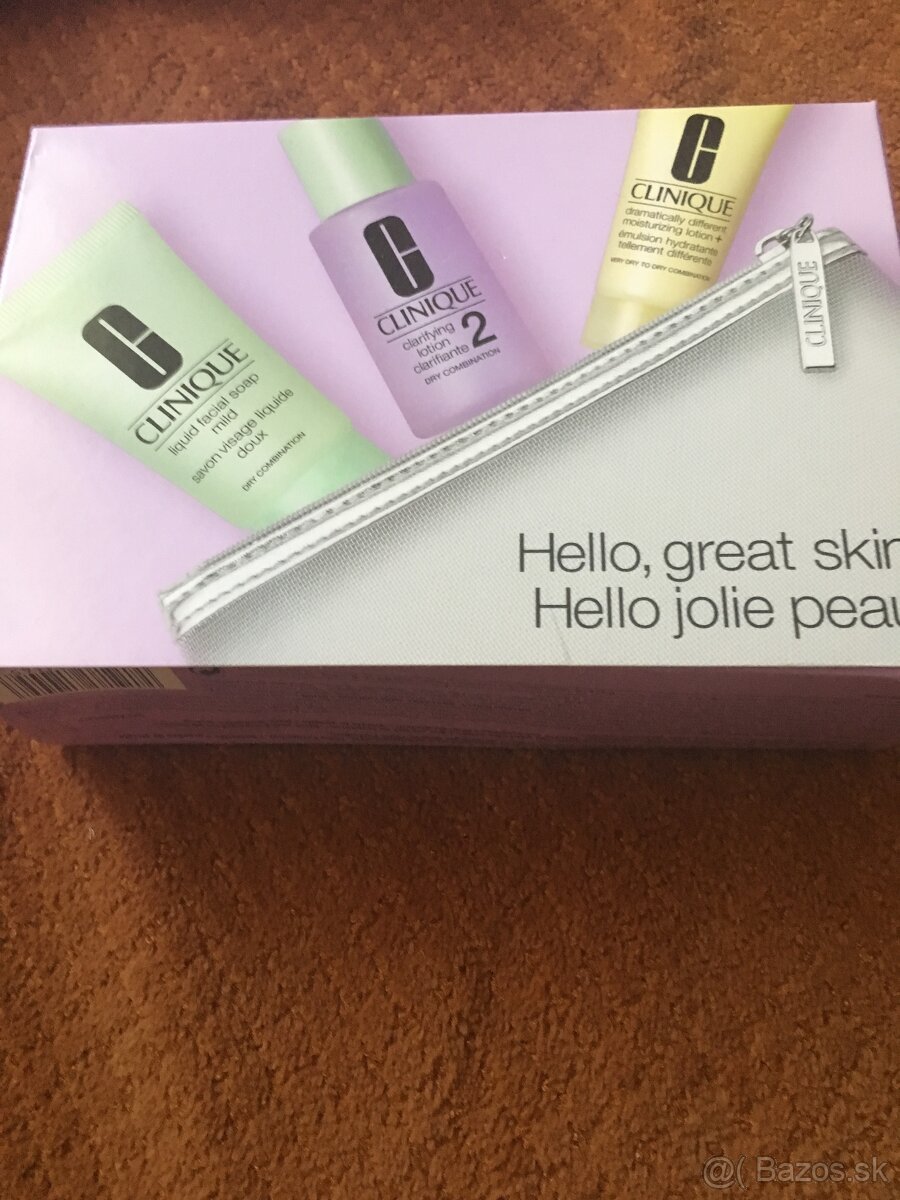 CLINIQUE
liquid facial soap
mild
savon visage liquide
doux
DRY COMBINATION
CLINIQUE
clarifying
lotion 2
clarifiante
DRY COMBINATION
CLINIQUE
dramatically different
moisturizing lotion+
émulsion hydratante
tellement différente
VERY DRY TO DRY COMBINATION
CLINIQUE
Hello, great skin
Hello jolie peau
@( Bazos.sk